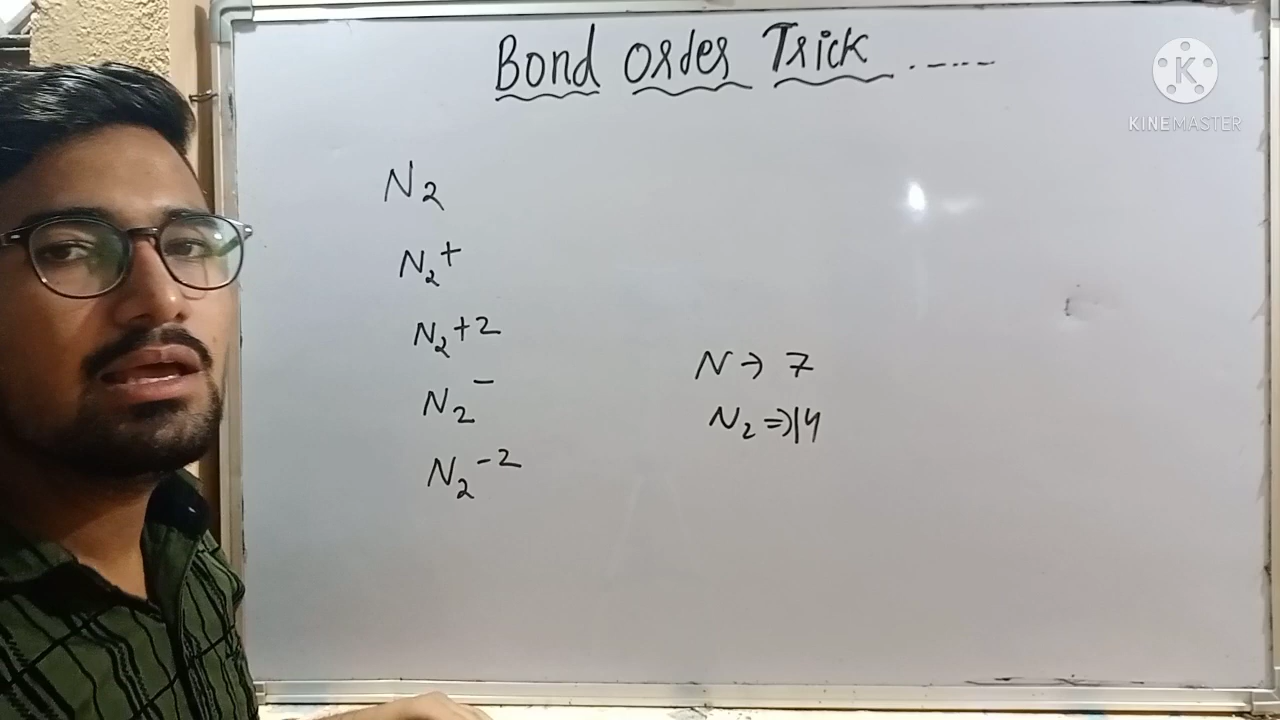 Bond Order Trick ......
KINEMASTER
N₂
N₂⁺
N₂⁺²
N₂⁻
N₂⁻²
N → 7
N₂ ⇒ 14